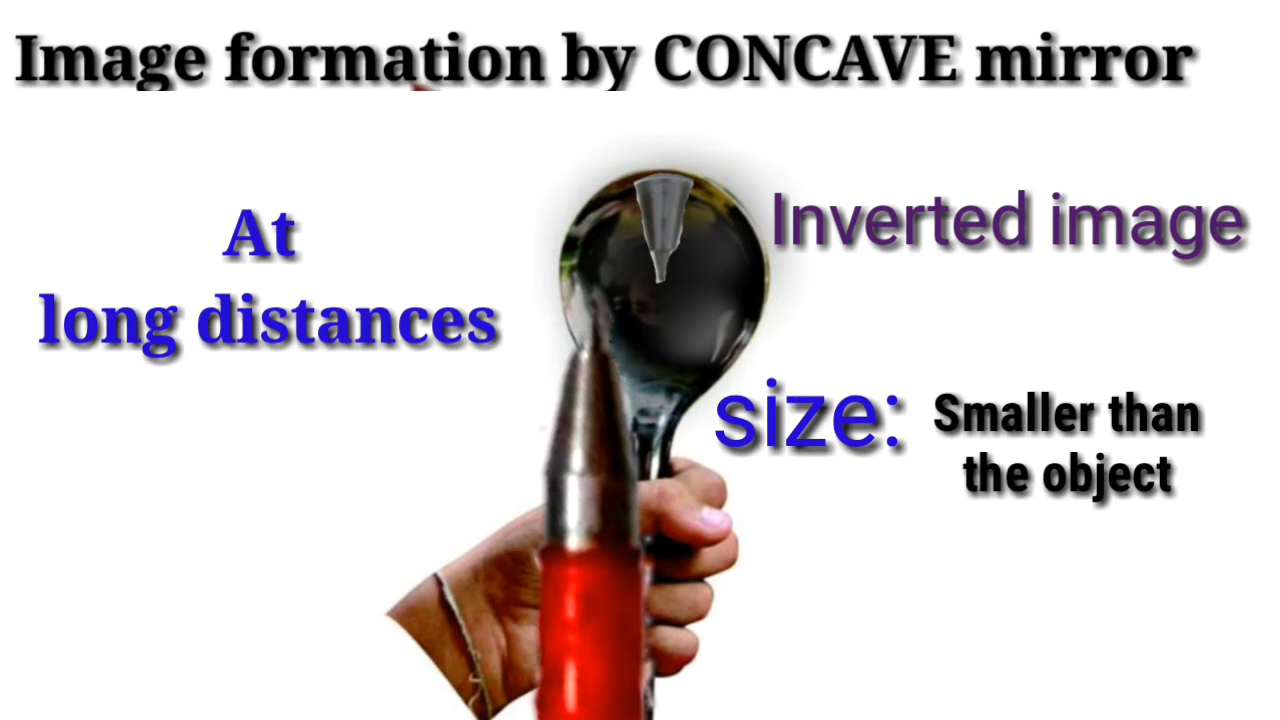 Image formation by CONCAVE mirror
At
long distances
Inverted image
size:
Smaller than
the object